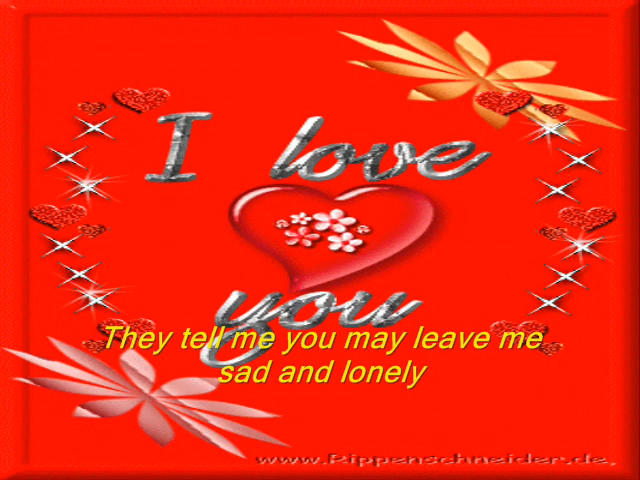 I love
you
They tell me you may leave me
sad and lonely
www.Rippenschneider.de,